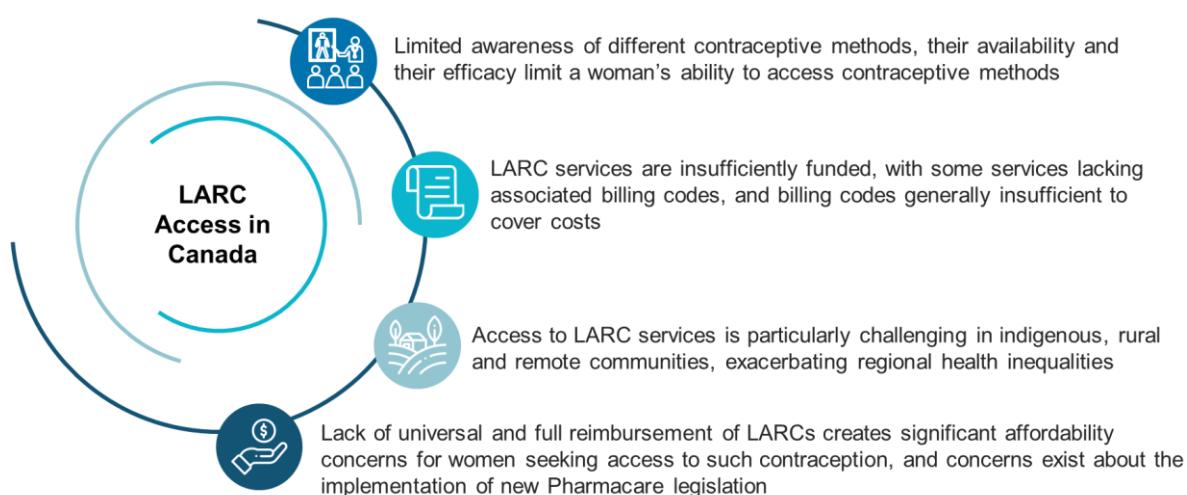 LARC
Access in
Canada
Limited awareness of different contraceptive methods, their availability and
their efficacy limit a woman's ability to access contraceptive methods
LARC services are insufficiently funded, with some services lacking
associated billing codes, and billing codes generally insufficient to
cover costs
Access to LARC services is particularly challenging in indigenous, rural
and remote communities, exacerbating regional health inequalities
$
Lack of universal and full reimbursement of LARCs creates significant affordability
concerns for women seeking access to such contraception, and concerns exist about the
implementation of new Pharmacare legislation